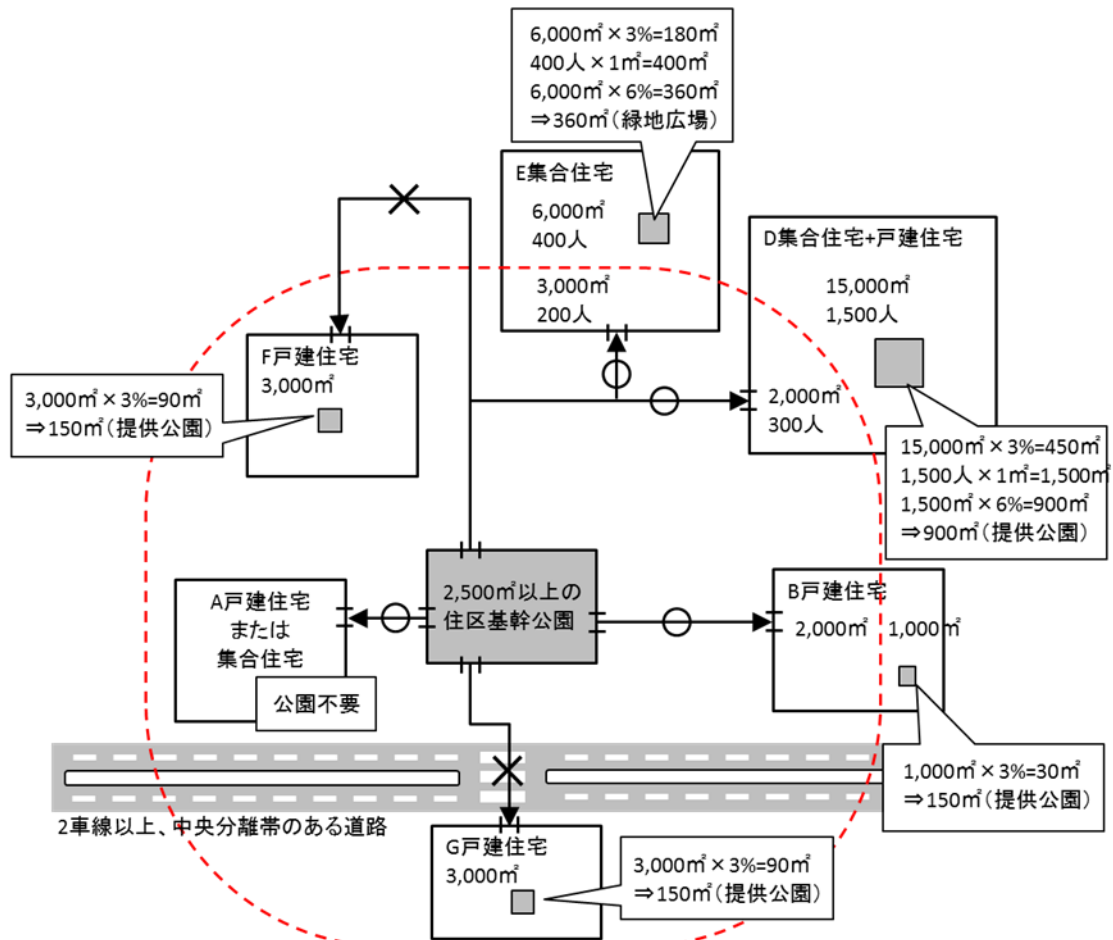 6,000㎡×3%=180㎡
400人×1㎡=400㎡
6,000㎡×6%=360㎡
⇒360㎡(緑地広場)
E集合住宅
6,000㎡
400人
3,000㎡
200人
D集合住宅+戸建住宅
15,000㎡
1,500人
2,000㎡
300人
15,000㎡×3%=450㎡
1,500人×1㎡=1,500㎡
1,500㎡×6%=900㎡
⇒900㎡(提供公園)
F戸建住宅
3,000㎡
3,000㎡×3%=90㎡
⇒150㎡(提供公園)
2,500㎡以上の
住区基幹公園
A戸建住宅
または
集合住宅
公園不要
B戸建住宅
2,000㎡ 1,000㎡
1,000㎡×3%=30㎡
⇒150㎡(提供公園)
2車線以上、中央分離帯のある道路
G戸建住宅
3,000㎡
3,000㎡×3%=90㎡
⇒150㎡(提供公園)